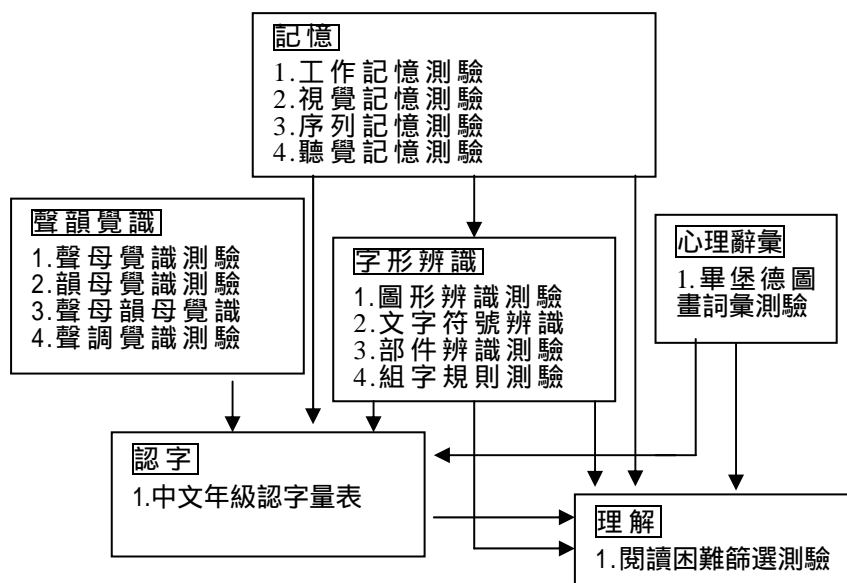 記憶
1.工作記憶測驗
2.視覺記憶測驗
3.序列記憶測驗
4.聽覺記憶測驗
聲韻覺識
1.聲母覺識測驗
2.韻母覺識測驗
3.聲母韻母覺識
4.聲調覺識測驗
字形辨識
1.圖形辨識測驗
2.文字符號辨識
3.部件辨識測驗
4.組字規則測驗
心理辭彙
1.畢堡德圖
畫詞彙測驗
認字
1.中文年級認字量表
理解
1.閱讀困難篩選測驗